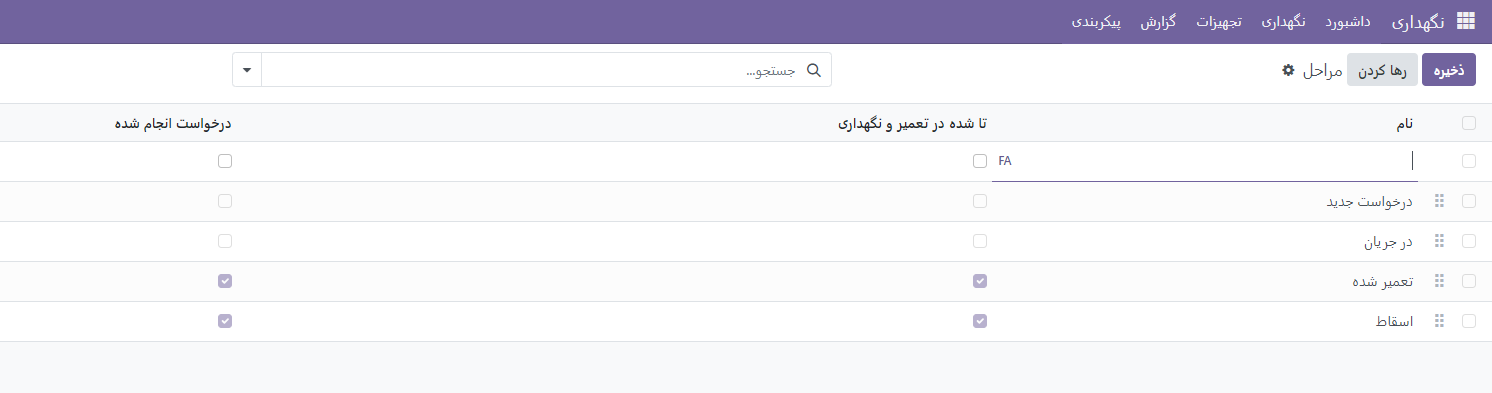 نگهداری داشبورد نگهداری تجهیزات گزارش پیکربندی
ذخیره رها کردن مراحل جستجو...
نام تا شده در تعمیر و نگهداری درخواست انجام شده
FA
درخواست جدید
در جریان
تعمیر شده
اسقاط